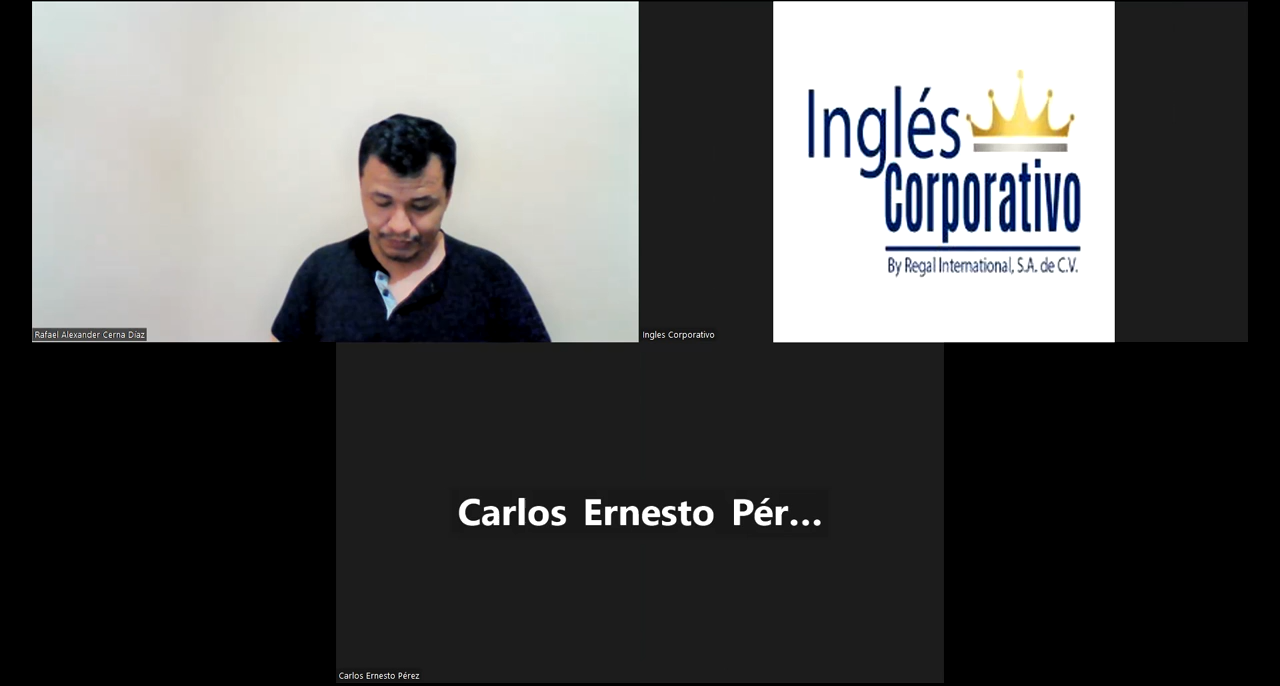 Inglés
Corporativo
By Regal International, S.A. de C.V.
Rafael Alexander Cerna Díaz
Ingles Corporativo
Carlos Ernesto Pér...
Carlos Ernesto Pérez